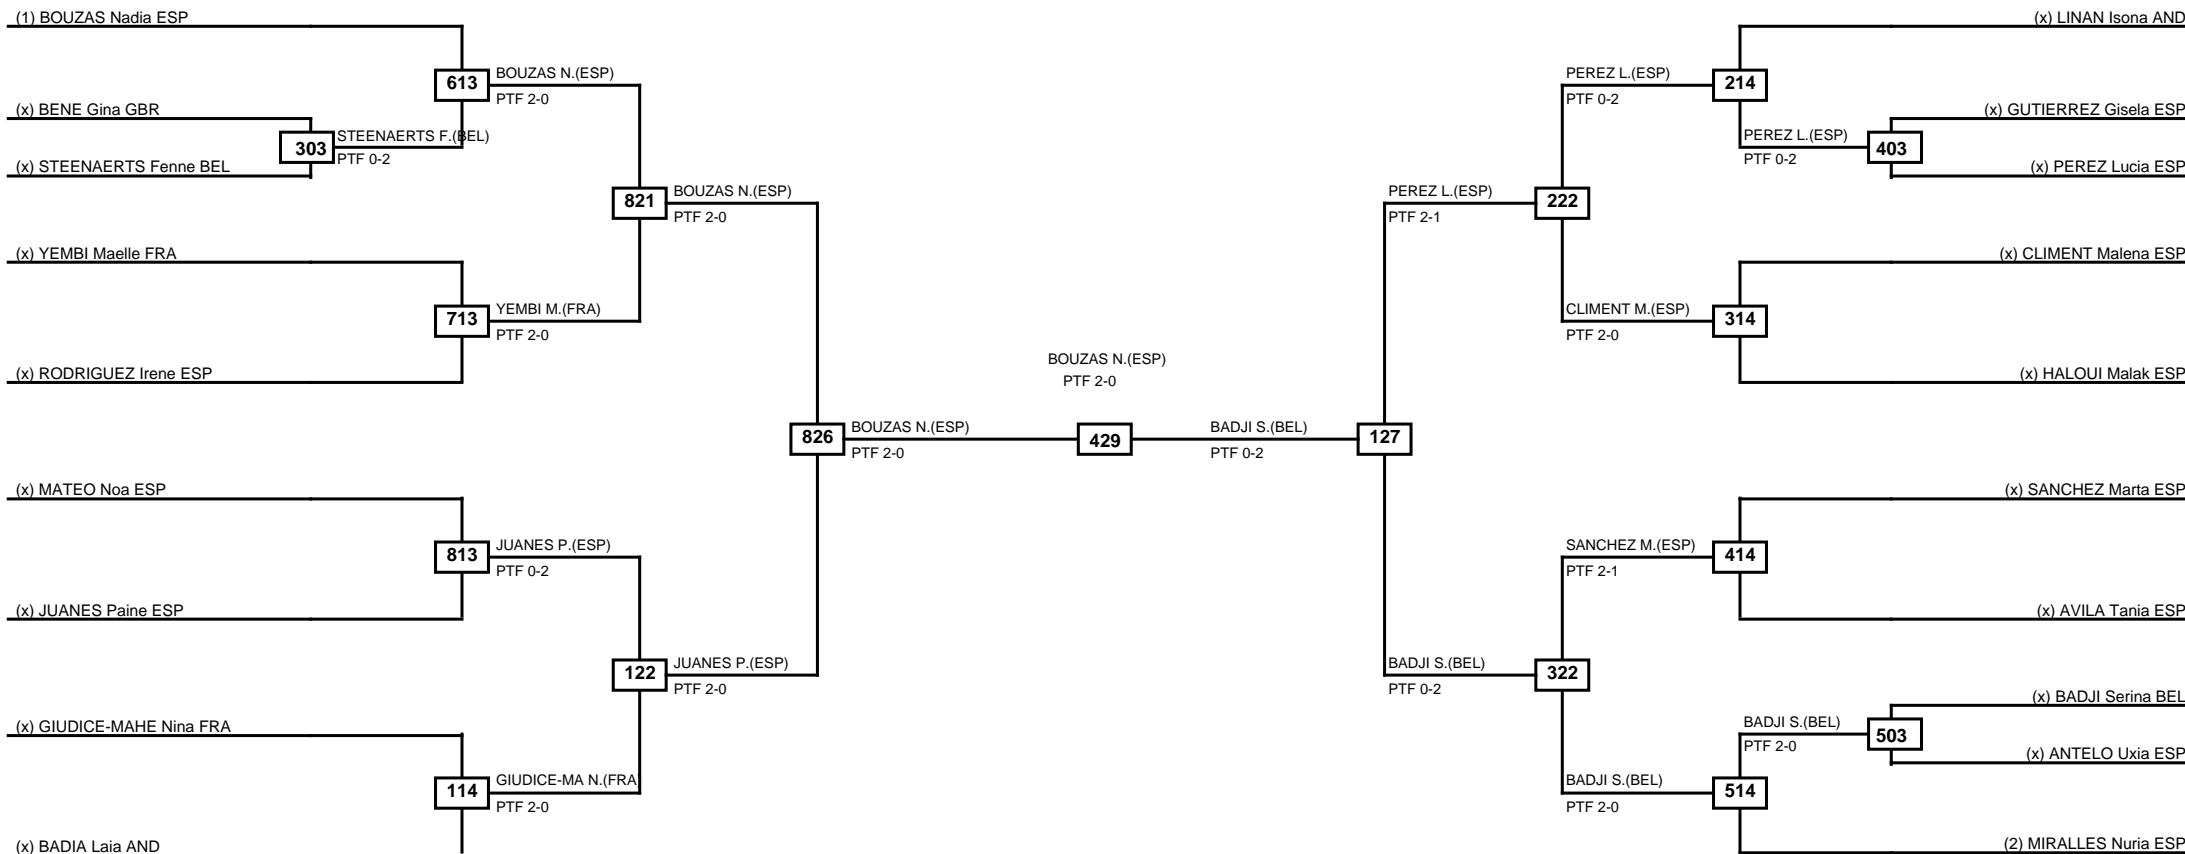 (1) BOUZAS Nadia ESP
(x) BENE Gina GBR
(x) STEENAERTS Fenne BEL
(x) YEMBI Maelle FRA
(x) RODRIGUEZ Irene ESP
(x) MATEO Noa ESP
(x) JUANES Paine ESP
(x) GIUDICE-MAHE Nina FRA
(x) BADIA Laia AND
303
STEENAERTS F.(BEL)
PTF 0-2
613
BOUZAS N.(ESP)
PTF 2-0
713
YEMBI M.(FRA)
PTF 2-0
813
JUANES P.(ESP)
PTF 0-2
114
GIUDICE-MA N.(FRA
PTF 2-0
821
BOUZAS N.(ESP)
PTF 2-0
122
JUANES P.(ESP)
PTF 2-0
826
BOUZAS N.(ESP)
PTF 2-0
BOUZAS N.(ESP)
PTF 2-0
429
BADJI S.(BEL)
PTF 0-2
127
PEREZ L.(ESP)
PTF 2-1
222
BADJI S.(BEL)
PTF 0-2
322
PEREZ L.(ESP)
PTF 0-2
214
CLIMENT M.(ESP)
PTF 2-0
314
SANCHEZ M.(ESP)
PTF 2-1
414
BADJI S.(BEL)
PTF 2-0
514
PEREZ L.(ESP)
PTF 0-2
403
BADJI S.(BEL)
PTF 2-0
503
(x) LINAN Isona AND
(x) GUTIERREZ Gisela ESP
(x) PEREZ Lucia ESP
(x) CLIMENT Malena ESP
(x) HALOUI Malak ESP
(x) SANCHEZ Marta ESP
(x) AVILA Tania ESP
(x) BADJI Serina BEL
(x) ANTELO Uxia ESP
(2) MIRALLES Nuria ESP